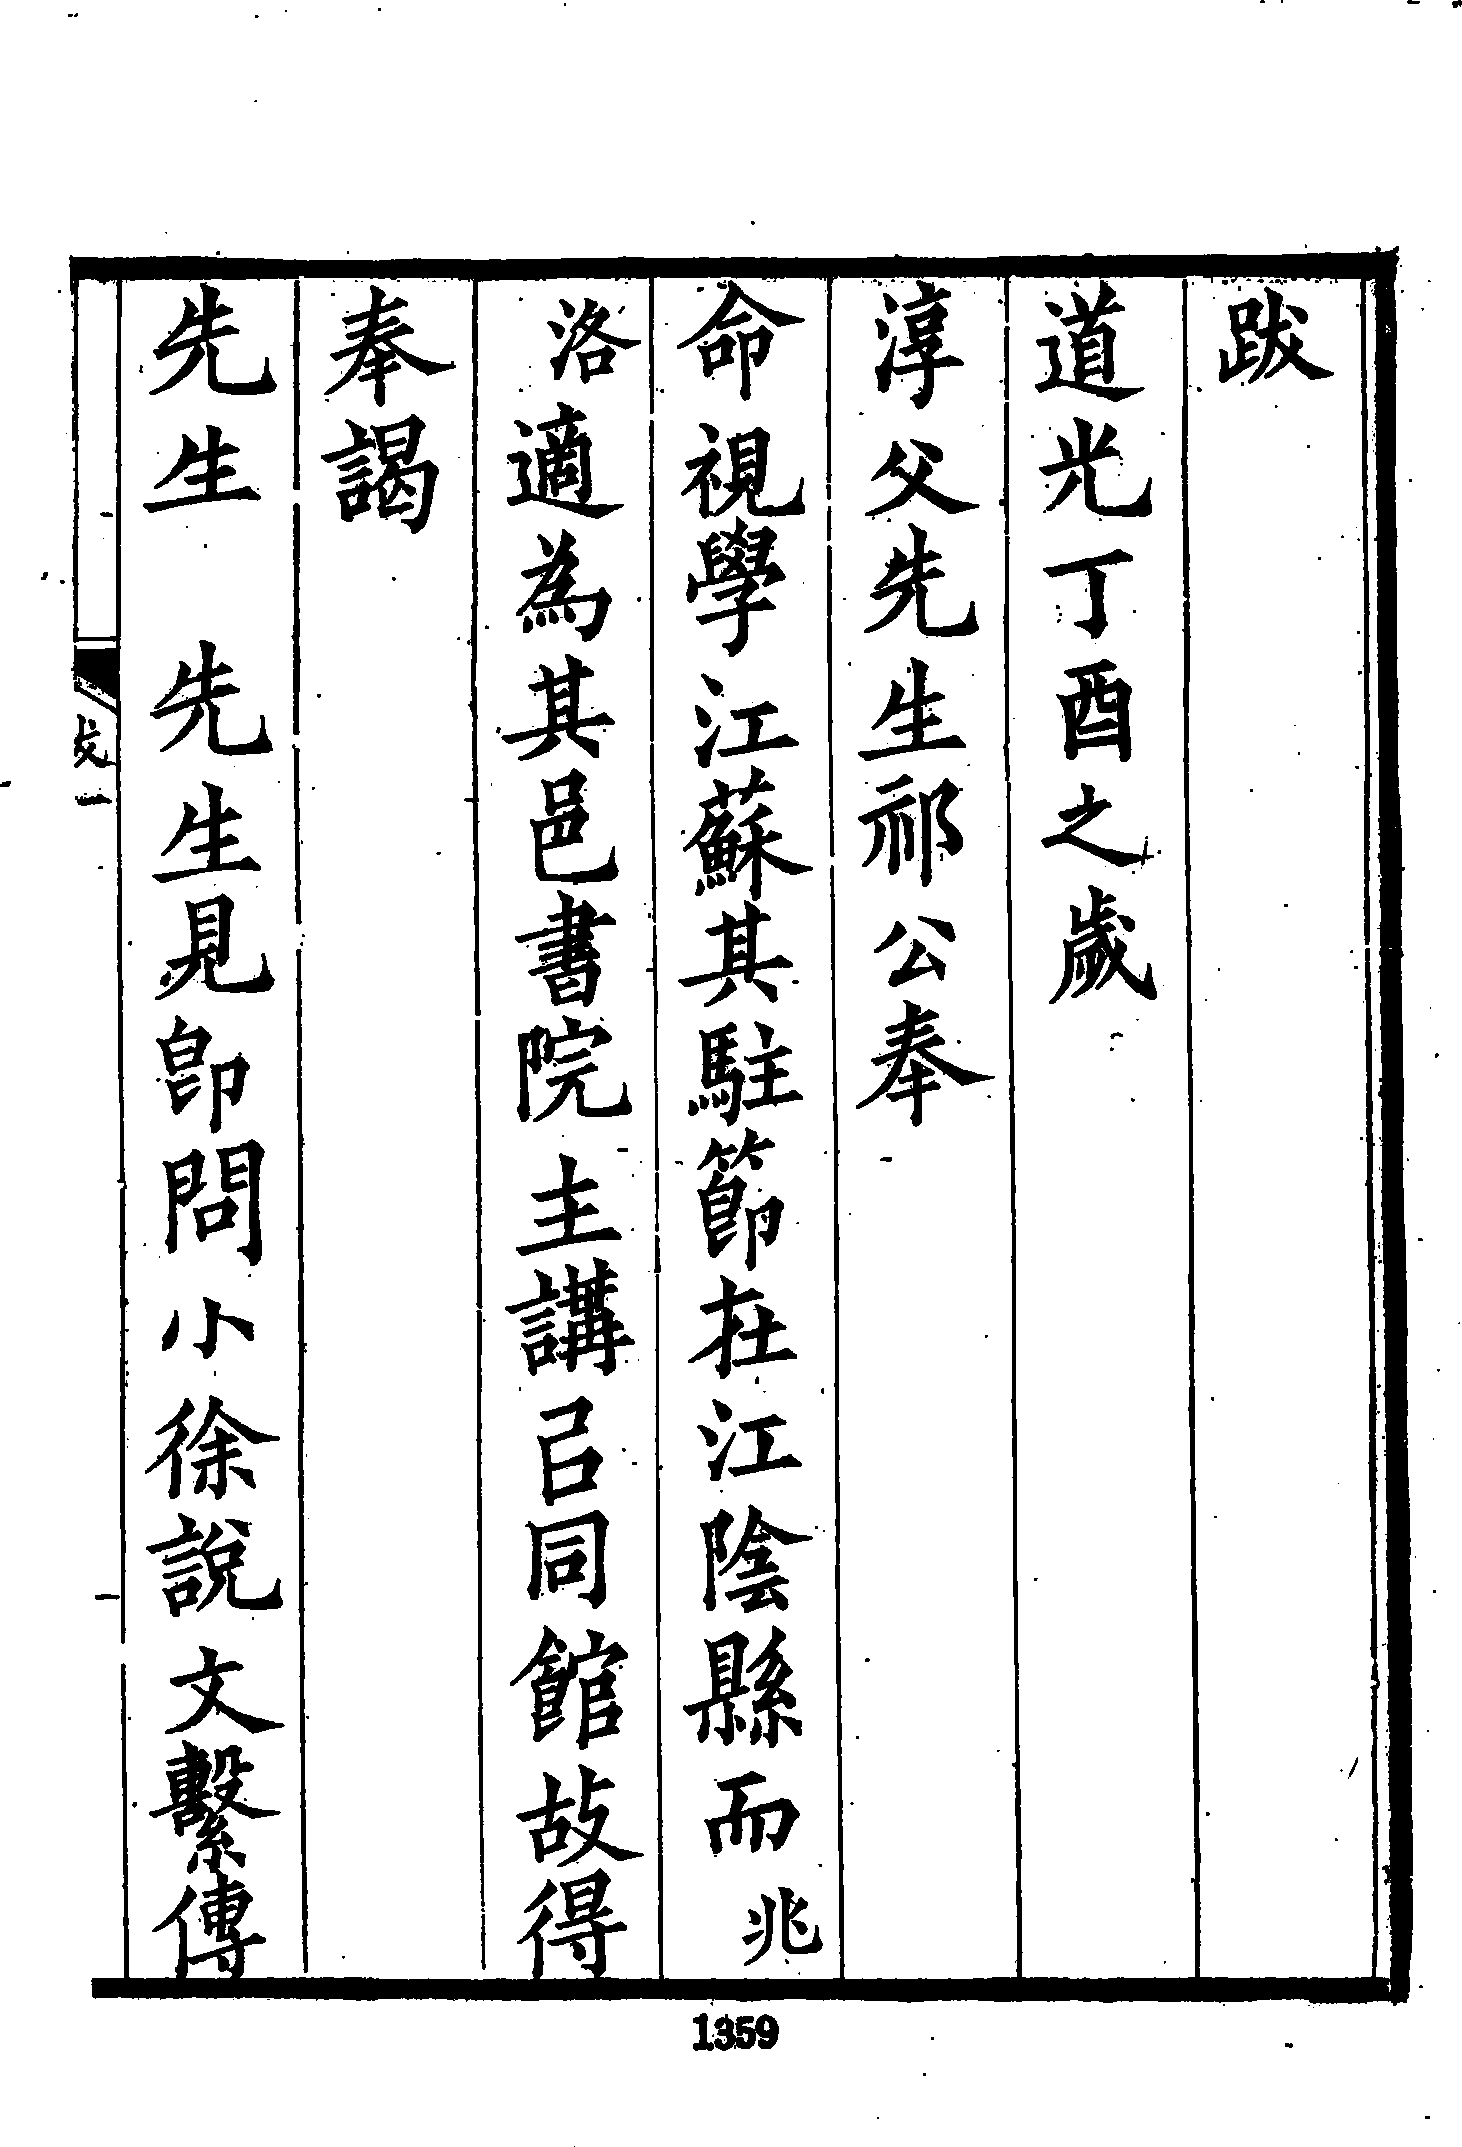 跋
道光丁酉之歲
淳父先生祁公奉
命視學江蘇其駐節在江陰縣而兆
洛適為其邑書院主講㠯同館故得
奉謁
先生　先生見卽問小徐說文繫傳
跋一
1359